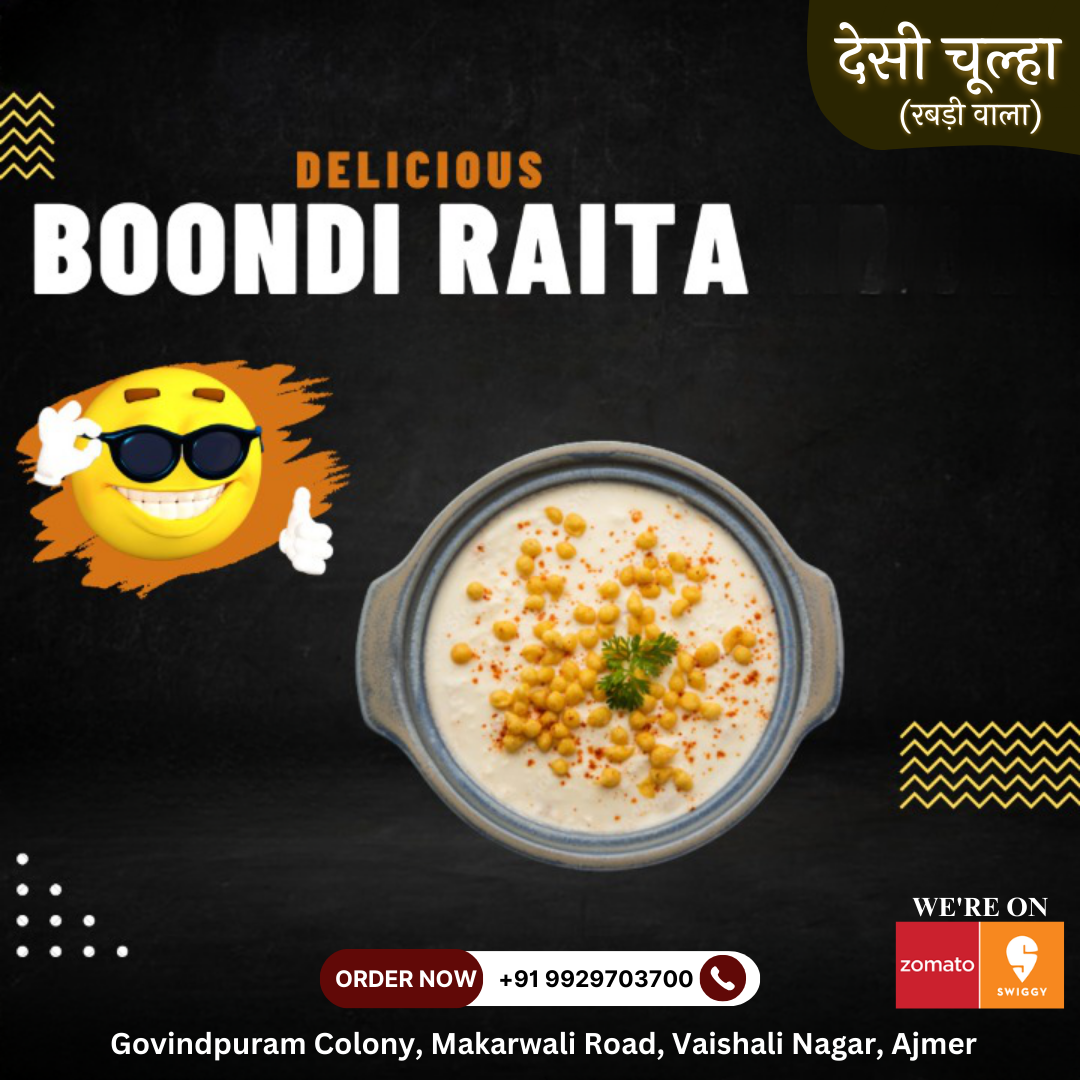 देसी चूल्हा
(रबड़ी वाला)
DELICIOUS
BOONDI RAITA
WE'RE ON
zomato
SWIGGY
ORDER NOW +91 9929703700
Govindpuram Colony, Makarwali Road, Vaishali Nagar, Ajmer